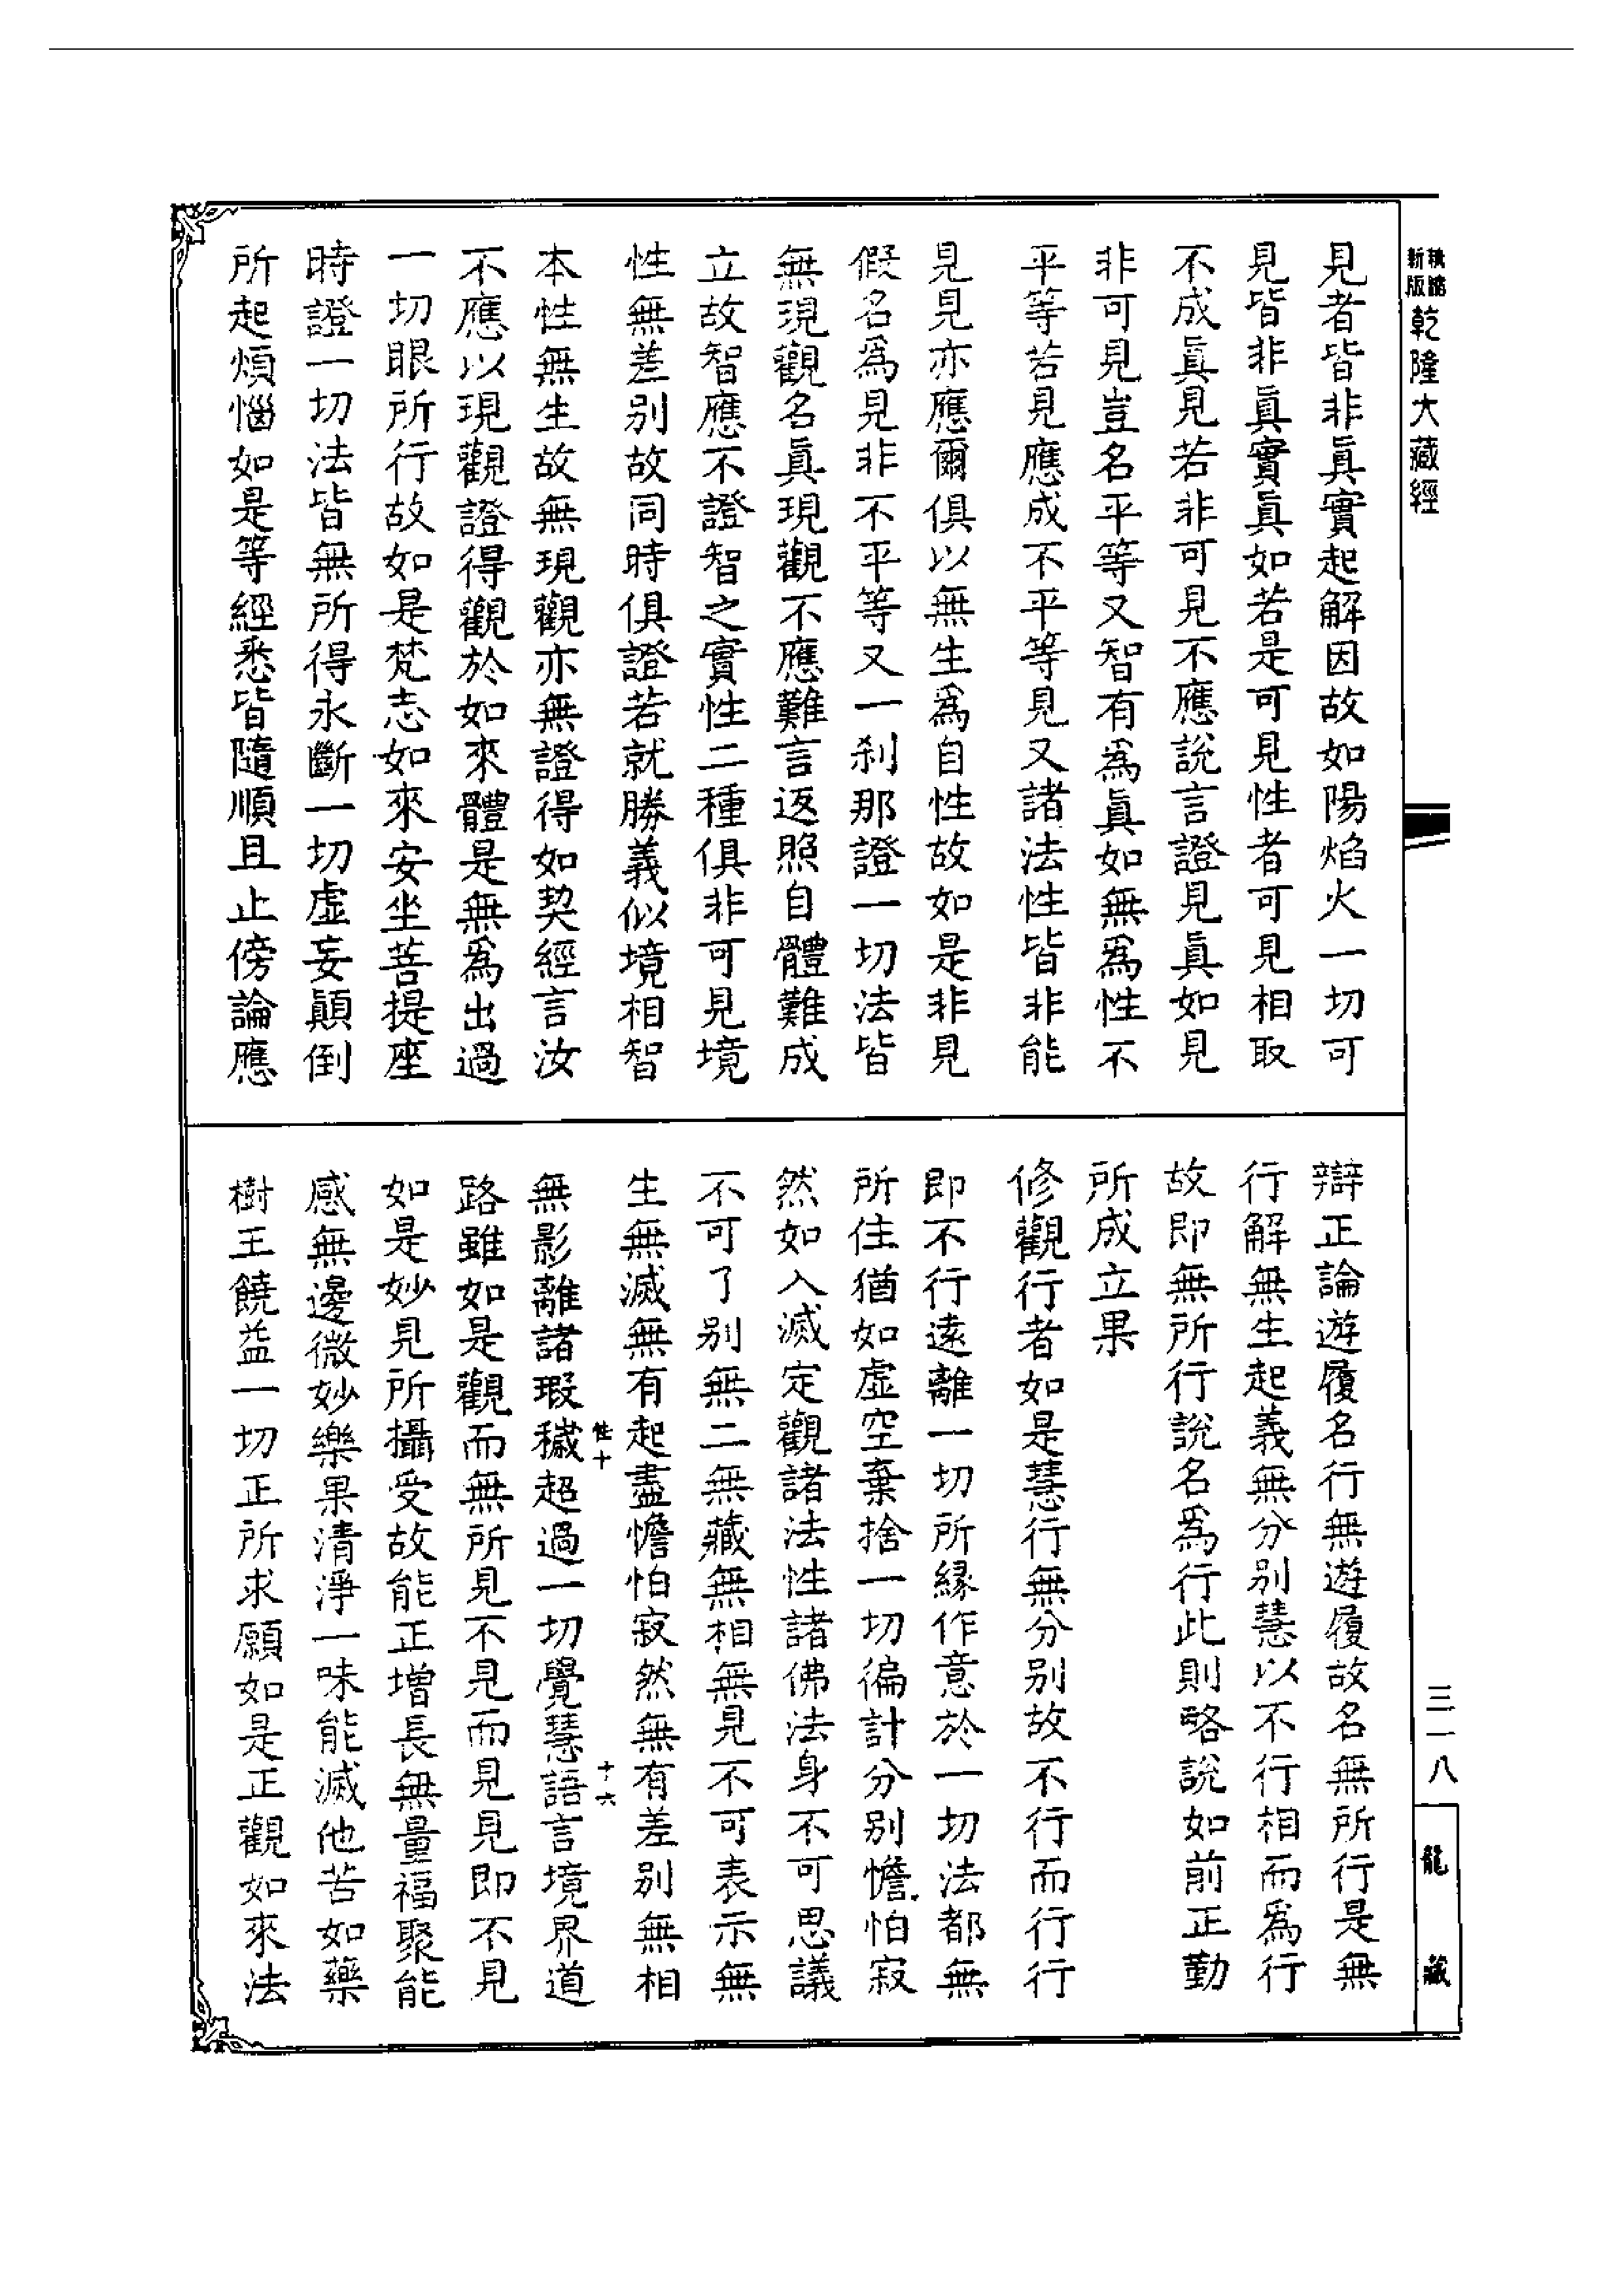 新版
乾隆大藏經
見者皆非眞實起解因故如陽焰火一切可
見皆非眞實眞如若是可見性者可見相取
不成眞見若非可見不應說言證見眞如見
非可見豈名平等又智有爲眞如無爲性不
平等若見應成不平等見又諸法性皆非能
見見亦應爾俱以無生爲自性故如是非見
假名爲見非不平等又一刹那證一切法皆
無現觀名眞現觀不應難言返照自體難成
立故智應不證智之實性二種俱非可見境
性無差别故同時俱證若就勝義似境相智
本性無生故無現觀亦無證得如契經言汝
不應以現觀證得觀於如來體是無爲出過
一切眼所行故如是梵志如來安坐菩提座
時證一切法皆無所得永斷一切虛妄顚倒
所起煩惱如是等經悉皆隨順且止傍論應
辯正論遊履名行無遊履故名無所行是無
行解無生起義無分别慧以不行相而爲行
故即無所行說名爲行此則略說如前正勤
所成立果
修觀行者如是慧行無分别故不行而行行
即不行遠離一切所緣作意於一切法都無
所住猶如虛空棄捨一切徧計分别憺怕寂
然如入滅定觀諸法性諸佛法身不可思議
不可了别無二無藏無相無見不可表示無
生無滅無有起盡憺怕寂然無有差别無相
性十
十六
無影離諸瑕穢超過一切覺慧語言境界道
路雖如是觀而無所見不見而見見即不見
如是妙見所攝受故能正增長無量福聚能
感無邊微妙樂果清淨一味能滅他苦如藥
樹王饒益一切正所求願如是正觀如來法
三一八
龍藏